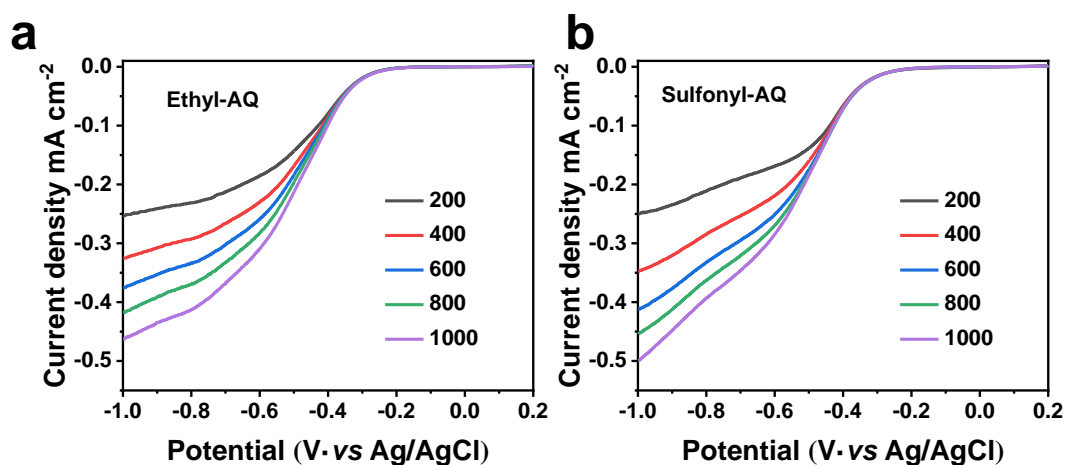 a
Current density mA cm⁻²
0.0
-0.1
-0.2
-0.3
-0.4
-0.5
Ethyl-AQ
200
400
600
800
1000
-1.0 -0.8 -0.6 -0.4 -0.2 0.0 0.2
Potential (V· vs Ag/AgCl)
b
Current density mA cm⁻²
0.0
-0.1
-0.2
-0.3
-0.4
-0.5
Sulfonyl-AQ
200
400
600
800
1000
-1.0 -0.8 -0.6 -0.4 -0.2 0.0 0.2
Potential (V· vs Ag/AgCl)